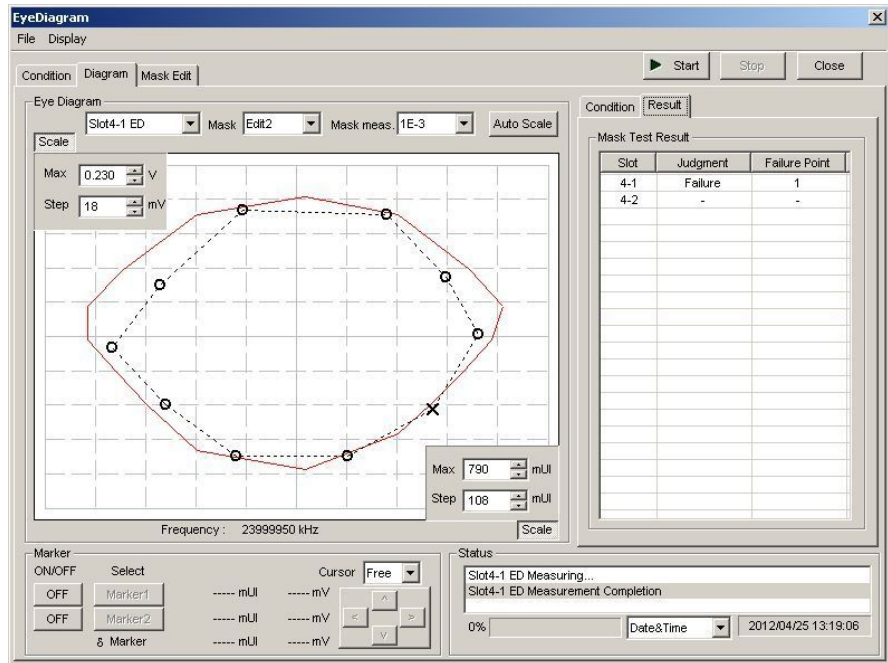 EyeDiagram
File Display
Start Stop Close
Condition Diagram Mask Edit
Eye Diagram
Slot4-1 ED Mask Edit2 Mask meas. 1E-3 Auto Scale
Scale
Max 0.230 V
Step 18 mV
Max 790 mUI
Step 108 mUI
Frequency : 23999950 kHz Scale
Condition Result
Mask Test Result
Slot Judgment Failure Point
4-1 Failure 1
4-2 - -
Marker
ON/OFF Select Cursor Free
OFF Marker1 ----- mUI ----- mV
OFF Marker2 ----- mUI ----- mV
δ Marker ----- mUI ----- mV
Status
Slot4-1 ED Measuring...
Slot4-1 ED Measurement Completion
0% Date&Time 2012/04/25 13:19:06